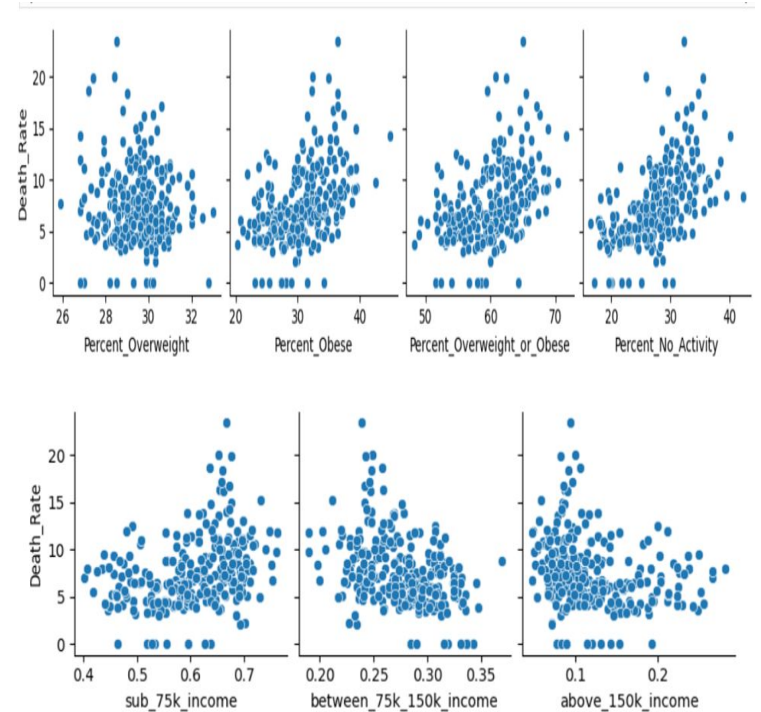 Death_Rate
20
15
10
5
0
26 28 30 32 20 30 40 50 60 70 20 30 40
Percent_Overweight Percent_Obese Percent_Overweight_or_Obese Percent_No_Activity
Death_Rate
20
15
10
5
0
0.4 0.5 0.6 0.7 0.20 0.25 0.30 0.35 0.1 0.2
sub_75k_income between_75k_150k_income above_150k_income